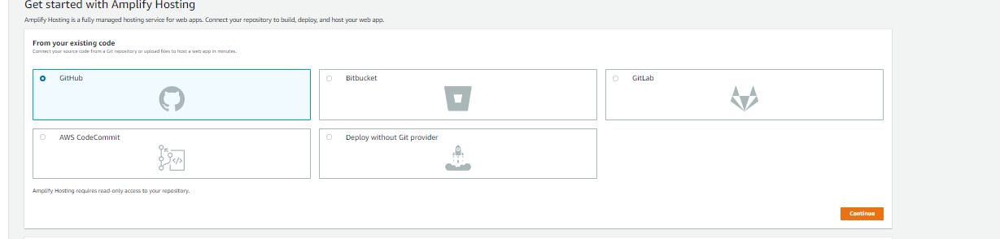 Get started with Amplify Hosting
Amplify Hosting is a fully managed hosting service for web apps. Connect your repository to build, deploy, and host your web app.
From your existing code
Connect your source code from a Git repository or upload files to host a web app in minutes.
GitHub
Bitbucket
GitLab
AWS CodeCommit
</>
Deploy without Git provider
Amplify Hosting requires read-only access to your repository.
Continue